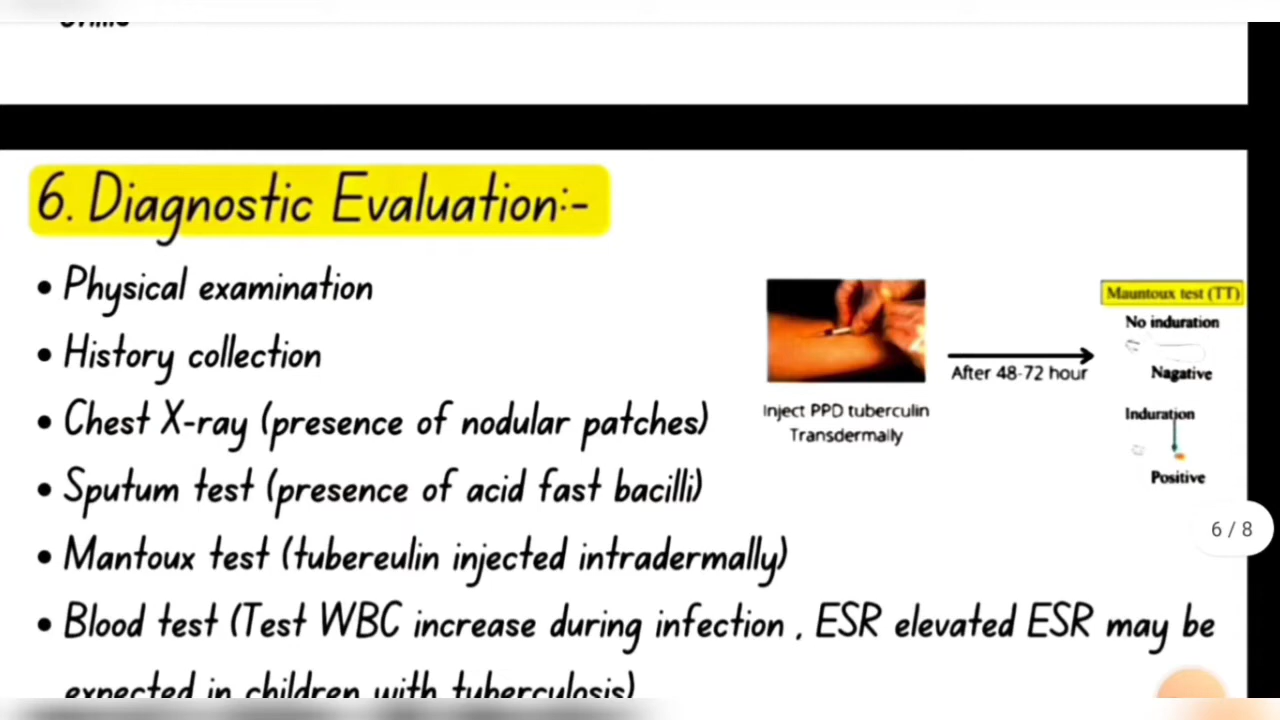 6. Diagnostic Evaluation:-
• Physical examination
• History collection
• Chest X-ray (presence of nodular patches)
• Sputum test (presence of acid fast bacilli)
• Mantoux test (tubereulin injected intradermally)
• Blood test (Test WBC increase during infection , ESR elevated ESR may be
expected in children with tuberculosis)
Inject PPD tuberculin
Transdermally
After 48-72 hour
Mauntoux test (TT)
No induration
Nagative
Induration
Positive
6 / 8